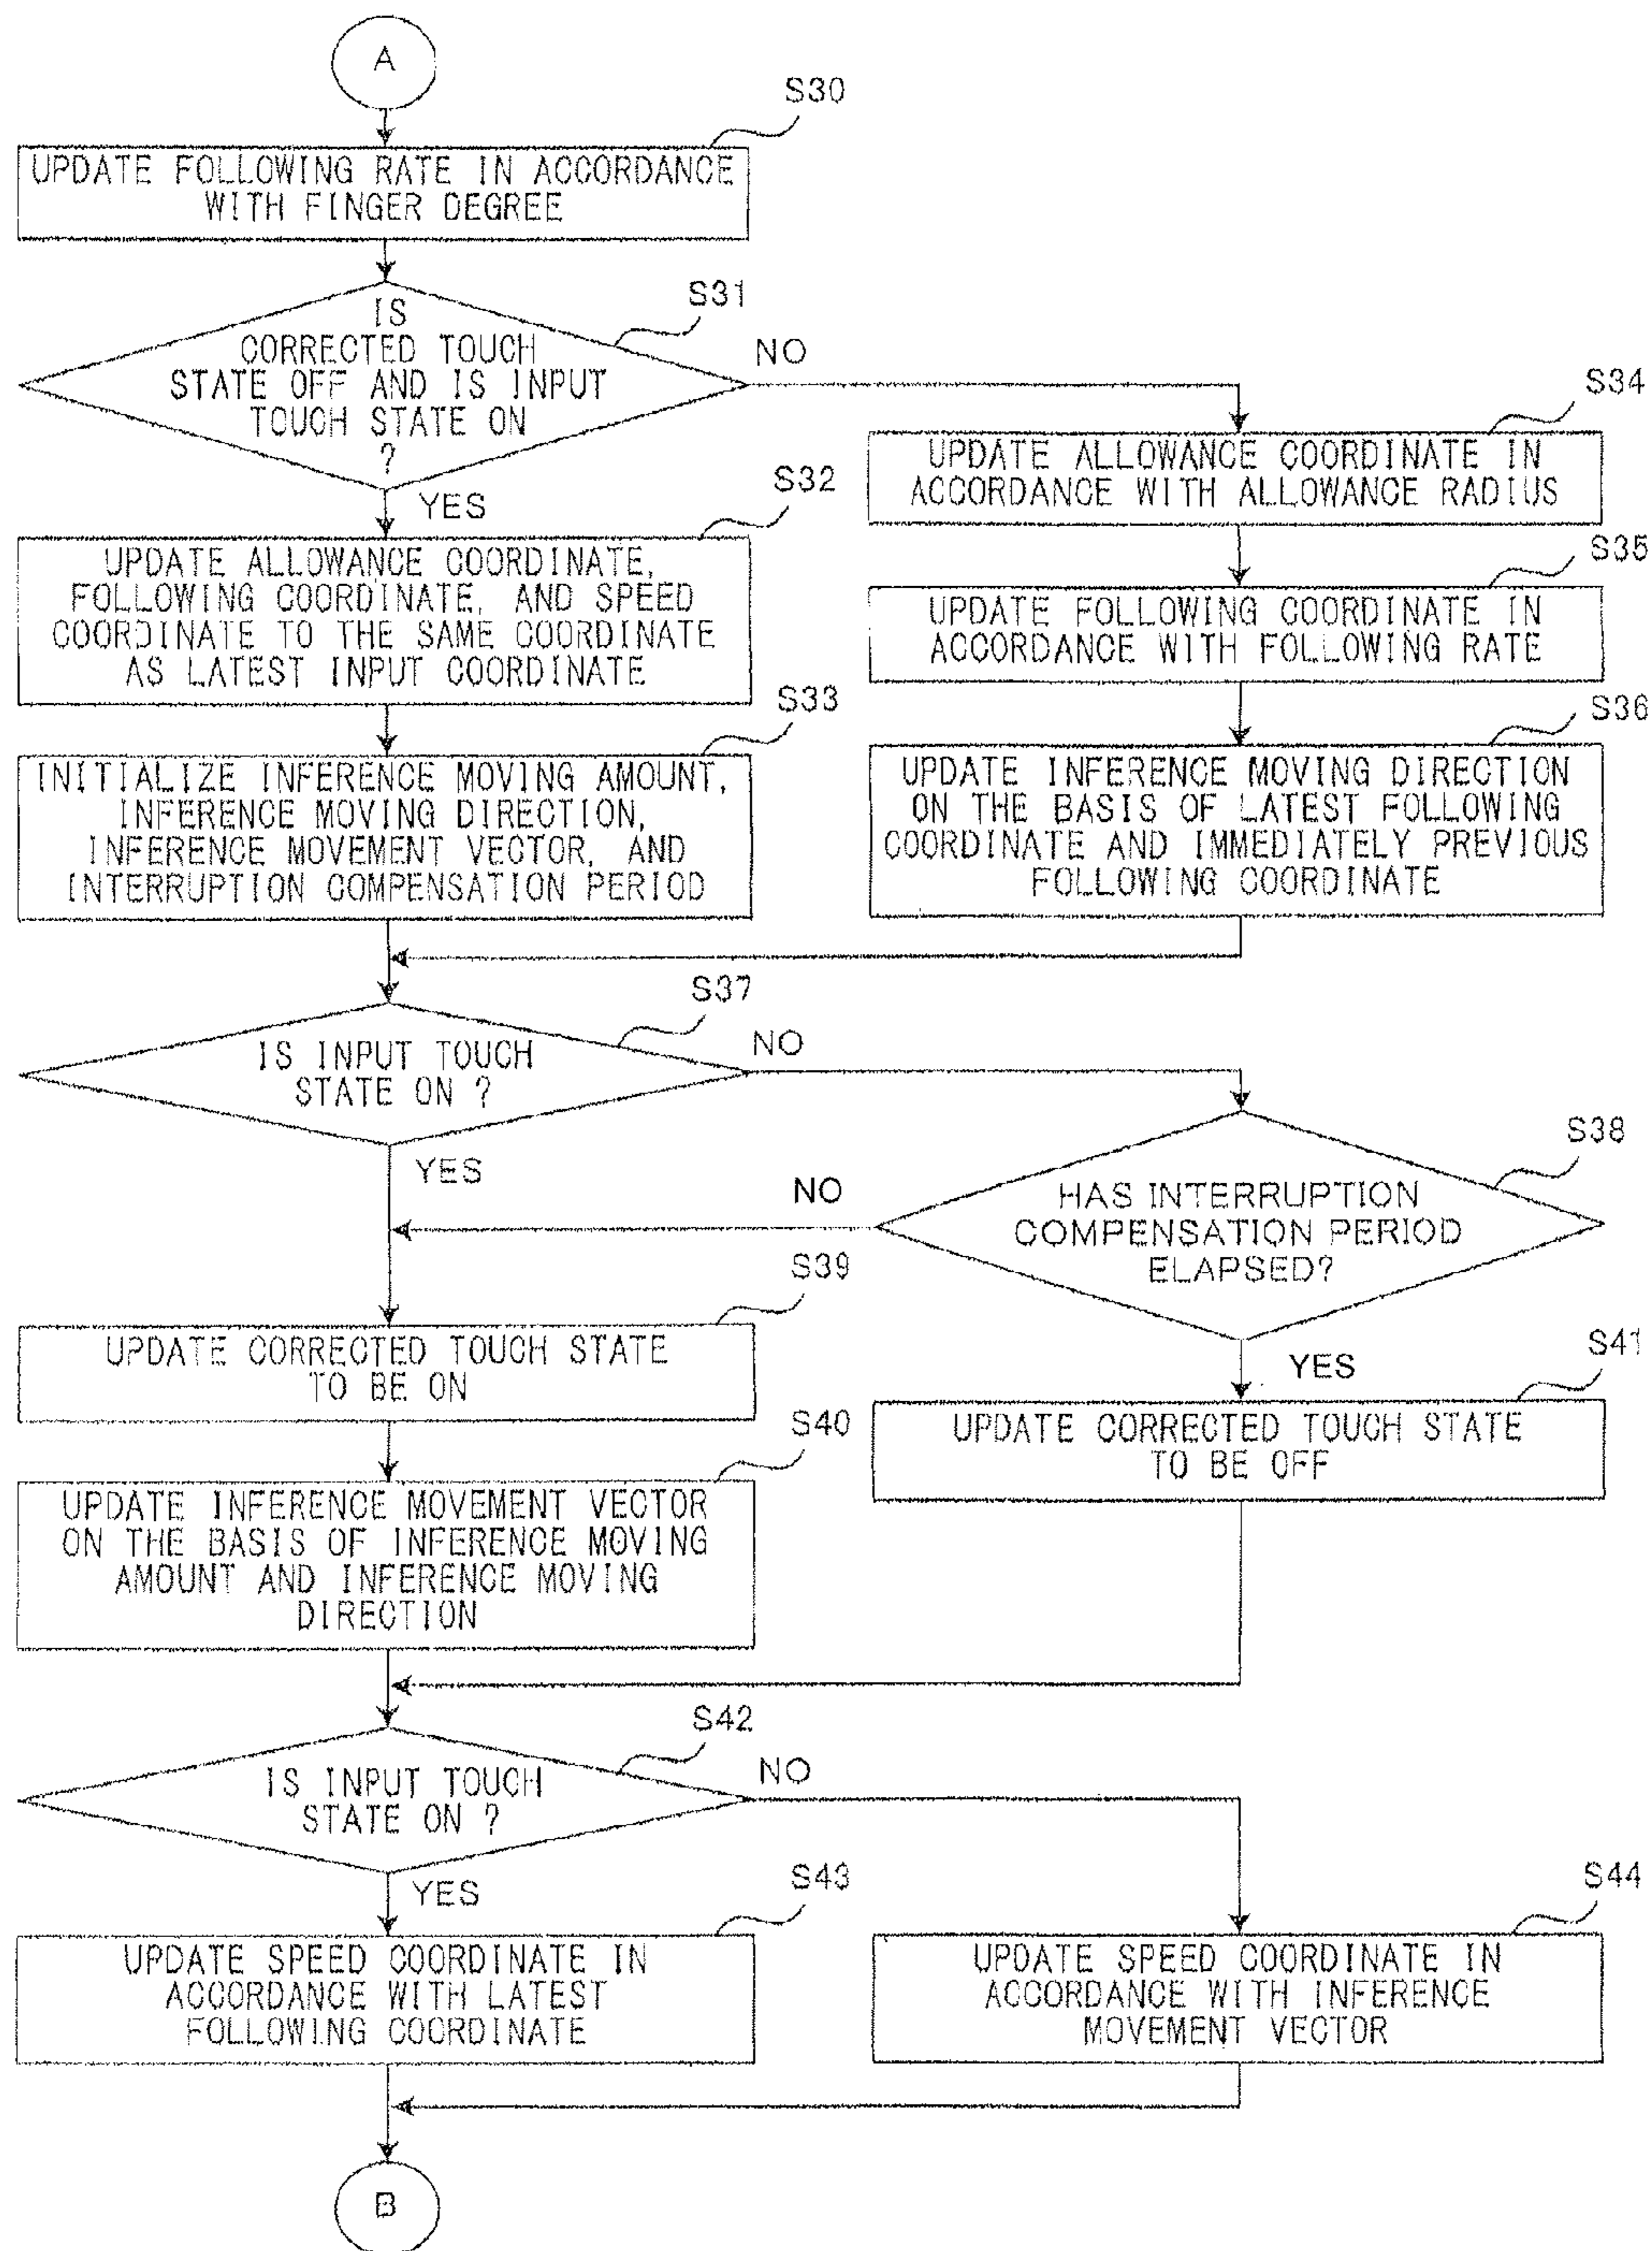 A
S30
UPDATE FOLLOWING RATE IN ACCORDANCE
WITH FINGER DEGREE
S31
IS
CORRECTED TOUCH
STATE OFF AND IS INPUT
TOUCH STATE ON
?
NO
YES
S32
UPDATE ALLOWANCE COORDINATE,
FOLLOWING COORDINATE, AND SPEED
COORDINATE TO THE SAME COORDINATE
AS LATEST INPUT COORDINATE
S33
INITIALIZE INFERENCE MOVING AMOUNT,
INFERENCE MOVING DIRECTION,
INFERENCE MOVEMENT VECTOR, AND
INTERRUPTION COMPENSATION PERIOD
S34
UPDATE ALLOWANCE COORDINATE IN
ACCORDANCE WITH ALLOWANCE RADIUS
S35
UPDATE FOLLOWING COORDINATE IN
ACCORDANCE WITH FOLLOWING RATE
S36
UPDATE INFERENCE MOVING DIRECTION
ON THE BASIS OF LATEST FOLLOWING
COORDINATE AND IMMEDIATELY PREVIOUS
FOLLOWING COORDINATE
S37
IS INPUT TOUCH
STATE ON ?
NO
YES
S38
HAS INTERRUPTION
COMPENSATION PERIOD
ELAPSED?
NO
YES
S39
UPDATE CORRECTED TOUCH STATE
TO BE ON
S40
UPDATE INFERENCE MOVEMENT VECTOR
ON THE BASIS OF INFERENCE MOVING
AMOUNT AND INFERENCE MOVING
DIRECTION
S41
UPDATE CORRECTED TOUCH STATE
TO BE OFF
S42
IS INPUT TOUCH
STATE ON ?
NO
YES
S43
UPDATE SPEED COORDINATE IN
ACCORDANCE WITH LATEST
FOLLOWING COORDINATE
S44
UPDATE SPEED COORDINATE IN
ACCORDANCE WITH INFERENCE
MOVEMENT VECTOR
B